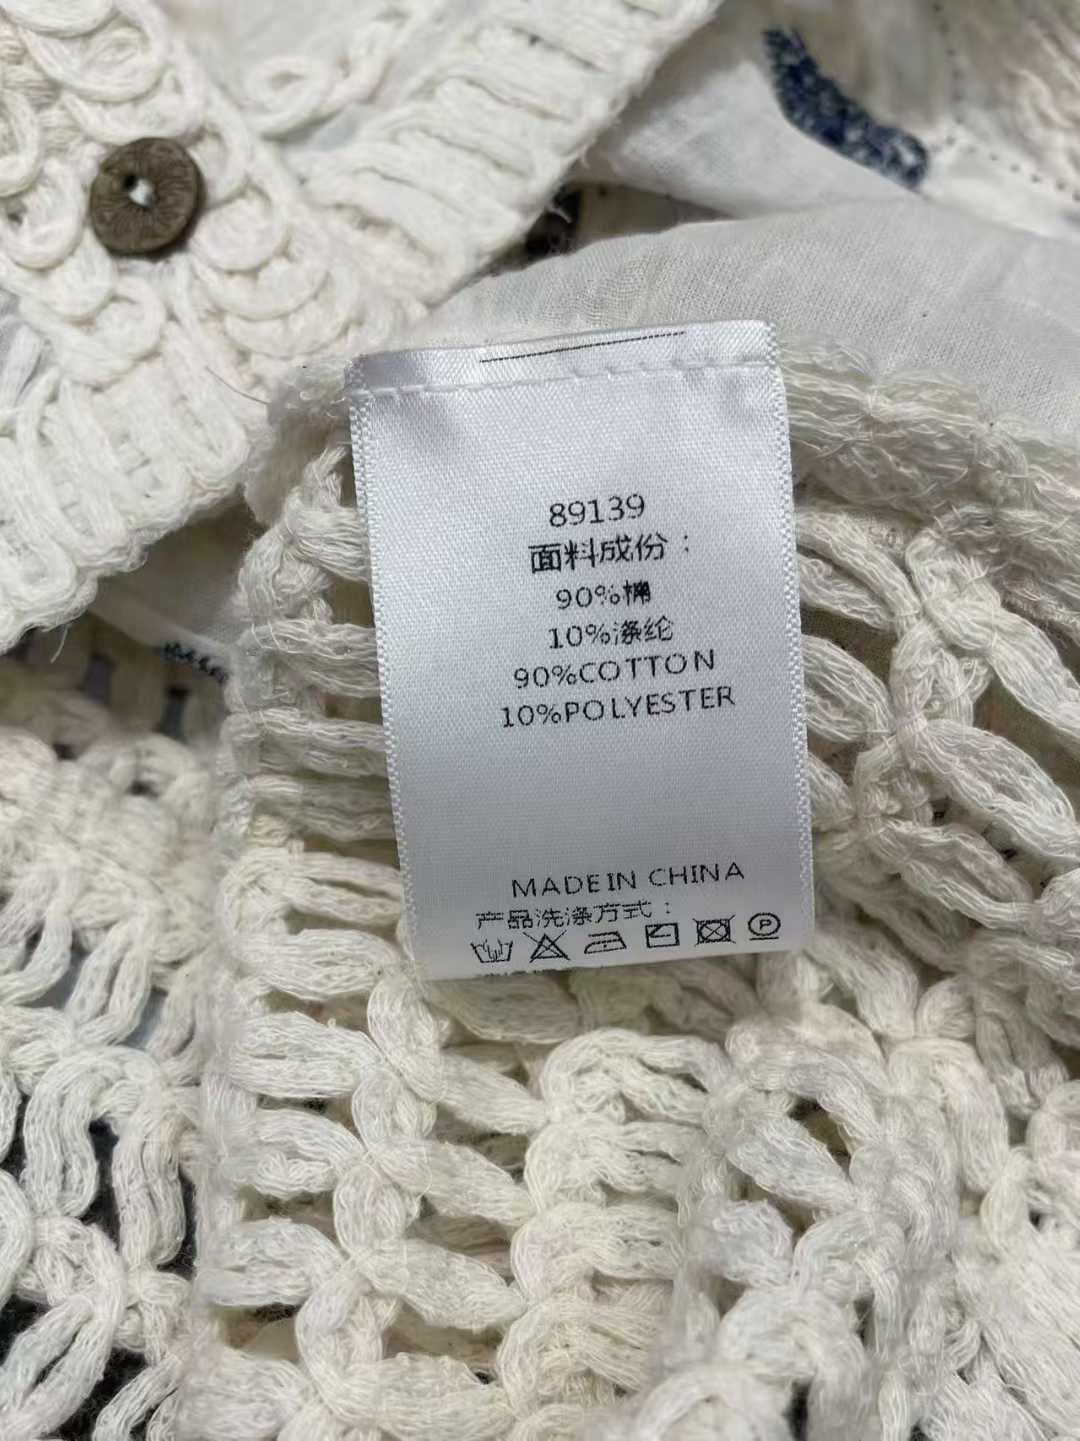 89139
面料成份：
90%棉
10%涤纶
90%COTTON
10%POLYESTER
MADE IN CHINA
产品洗涤方式：
P